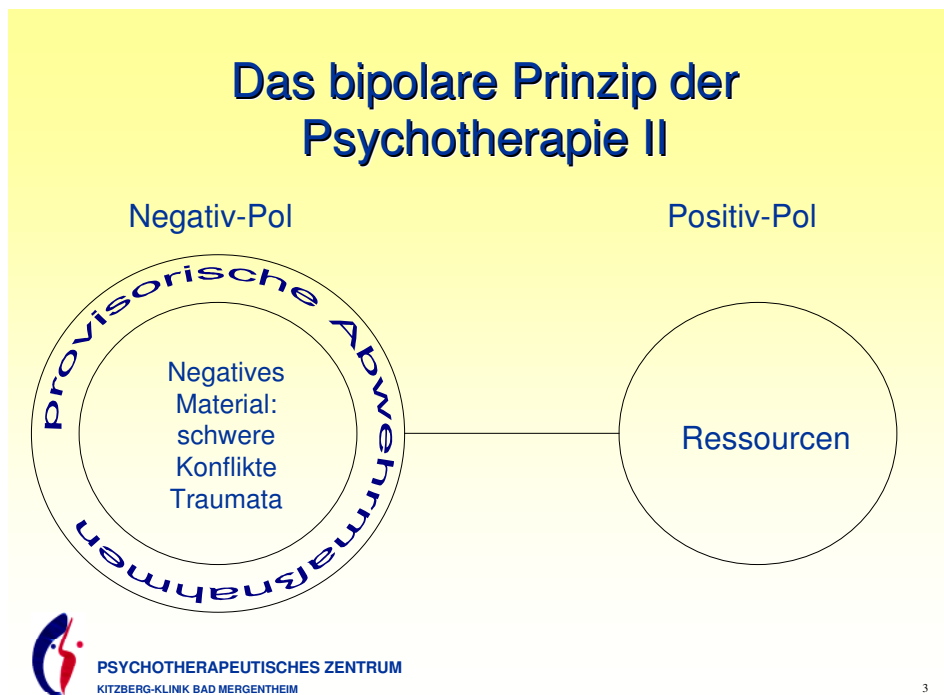 Das bipolare Prinzip der
Psychotherapie II
Negativ-Pol
Positiv-Pol
provisorische Abwehrmaßnahmen
Negatives
Material:
schwere
Konflikte
Traumata
Ressourcen
PSYCHOTHERAPEUTISCHES ZENTRUM
KITZBERG-KLINIK BAD MERGENTHEIM
3